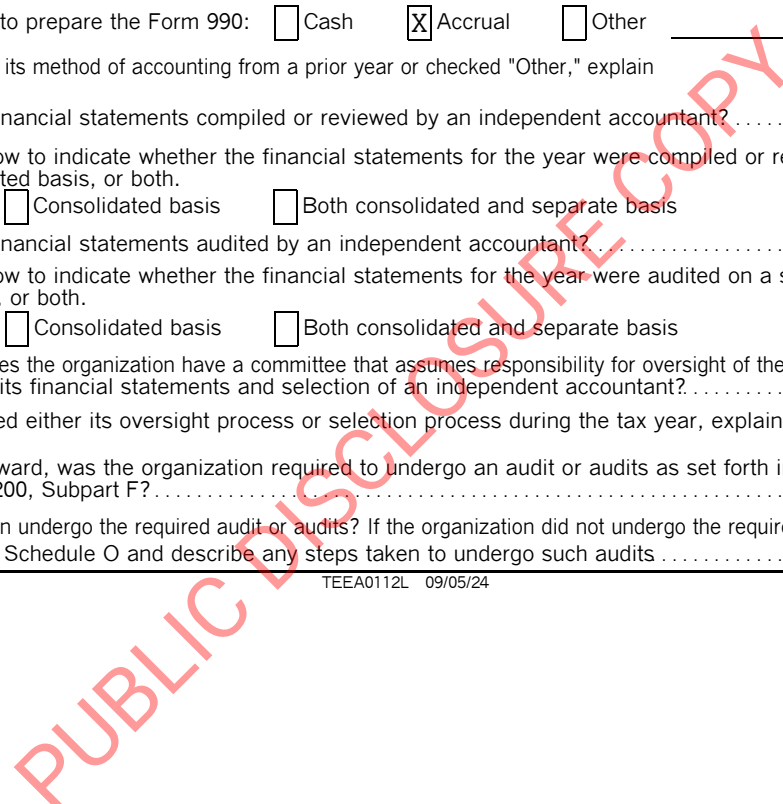 to prepare the Form 990: Cash X Accrual Other
its method of accounting from a prior year or checked "Other," explain
nancial statements compiled or reviewed by an independent accountant?
ow to indicate whether the financial statements for the year were compiled or re
ted basis, or both.
Consolidated basis Both consolidated and separate basis
nancial statements audited by an independent accountant?
ow to indicate whether the financial statements for the year were audited on a s
, or both.
Consolidated basis Both consolidated and separate basis
es the organization have a committee that assumes responsibility for oversight of the
its financial statements and selection of an independent accountant?
ed either its oversight process or selection process during the tax year, explain
ward, was the organization required to undergo an audit or audits as set forth i
200, Subpart F?
n undergo the required audit or audits? If the organization did not undergo the require
Schedule O and describe any steps taken to undergo such audits
TEEA0112L 09/05/24
PUBLIC DISCLOSURE COPY